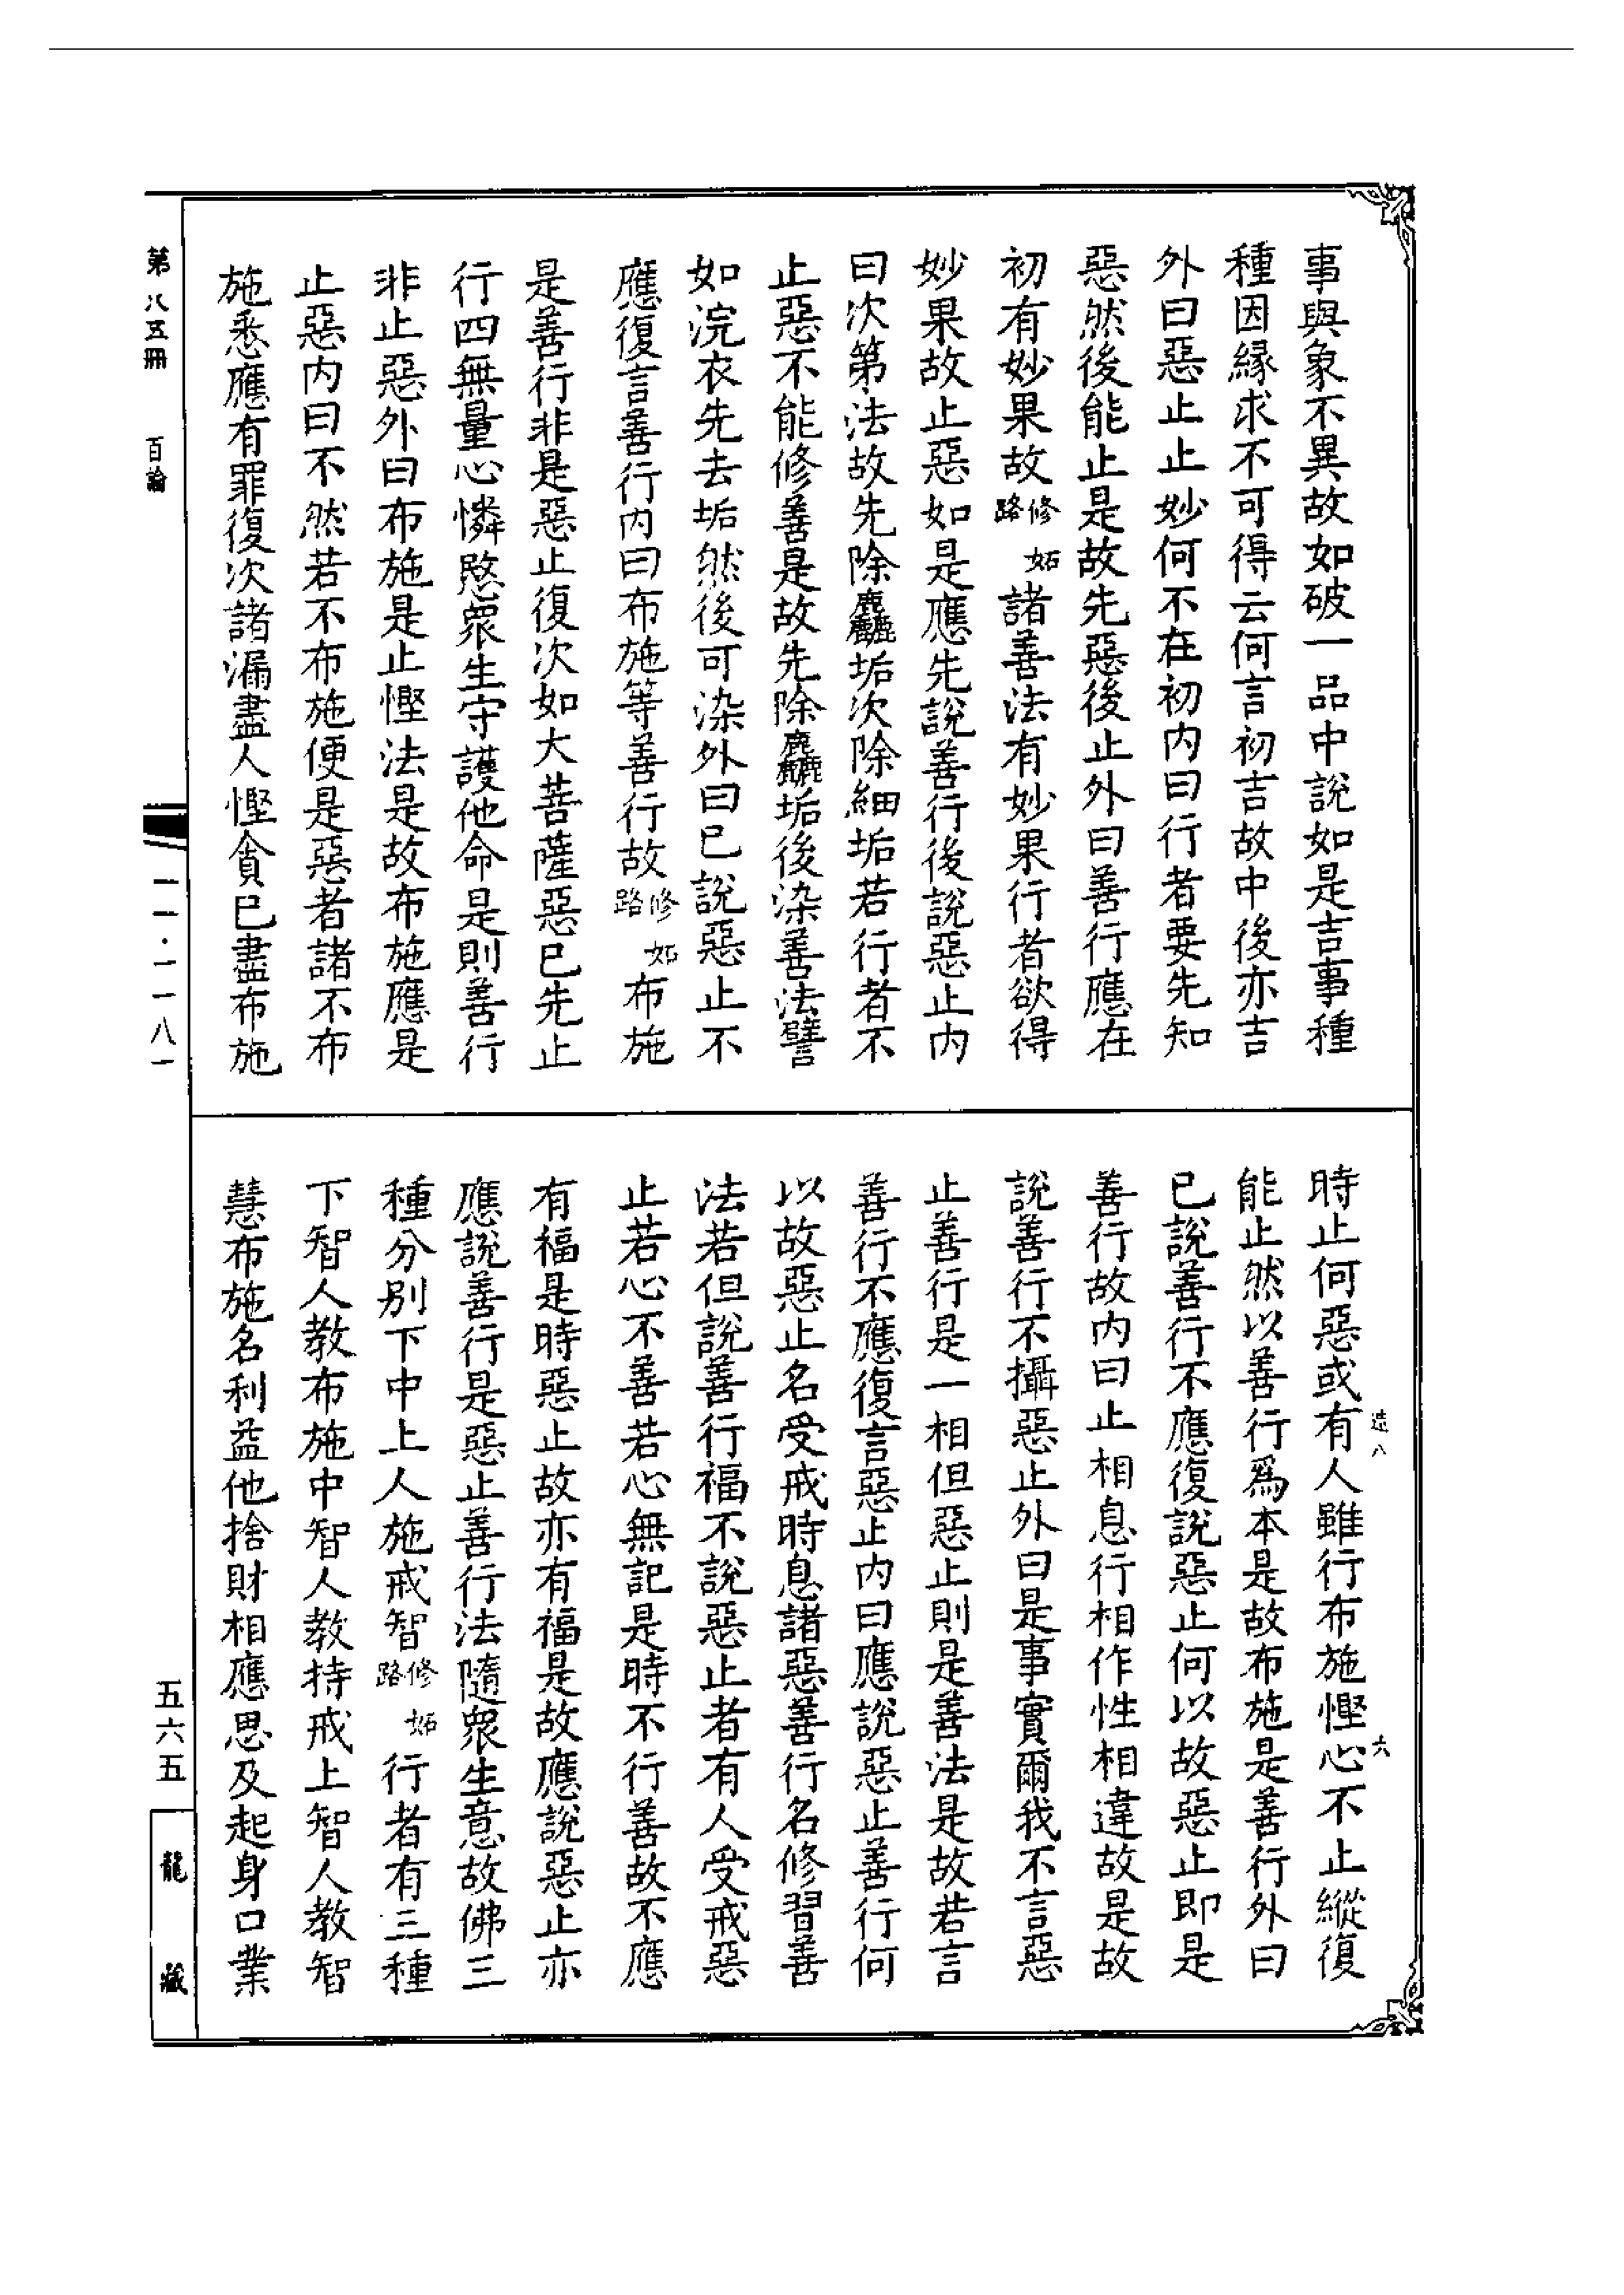 事與象不異故如破一品中說如是吉事種
種因緣求不可得云何言初吉故中後亦吉
外曰惡止止妙何不在初內曰行者要先知
惡然後能止是故先惡後止外曰善行應在
初有妙果故修妬路諸善法有妙果行者欲得
妙果故止惡如是應先說善行後說惡止內
曰次第法故先除麤垢次除細垢若行者不
止惡不能修善是故先除麤垢後染善法譬
如浣衣先去垢然後可染外曰已說惡止不
應復言善行內曰布施等善行故修妬路布施
是善行非是惡止復次如大菩薩惡已先止
行四無量心憐愍眾生守護他命是則善行
非止惡外曰布施是止慳法是故布施應是
止惡內曰不然若不布施便是惡者諸不布
施悉應有罪復次諸漏盡人慳貪已盡布施
時止何惡或有人雖行布施慳心不止縱復
能止然以善行爲本是故布施是善行外曰
已說善行不應復說惡止何以故惡止即是
善行故內曰止相息行相作性相違故是故
說善行不攝惡止外曰是事實爾我不言惡
止善行是一相但惡止則是善法是故若言
善行不應復言惡止內曰應說惡止善行何
以故惡止名受戒時息諸惡善行名修習善
法若但說善行福不說惡止者有人受戒惡
止若心不善若心無記是時不行善故不應
有福是時惡止故亦有福是故應說惡止亦
應說善行是惡止善行法隨眾生意故佛三
種分別下中上人施戒智修妬路行者有三種
下智人教布施中智人教持戒上智人教智
慧布施名利益他捨財相應思及起身口業
第八五冊
百論
一一·一一八一
五六五
龍藏
六